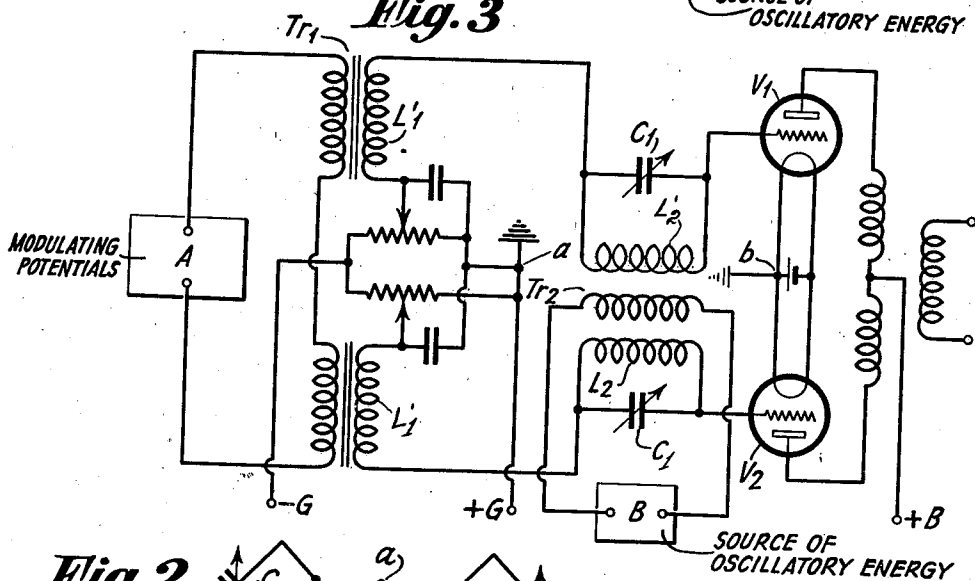 Fig. 3
SOURCE OF
OSCILLATORY ENERGY
Tr1
V1
L'1
C1
L'2
MODULATING
POTENTIALS
A
a
b
Tr2
L2
L'1
C1
V2
-G
+G
B
+B
SOURCE OF
OSCILLATORY ENERGY
Fig. 2
C
a